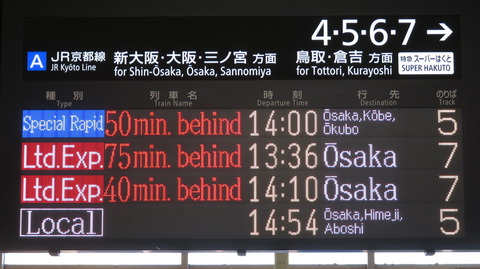 4・5・6・7→
A JR京都線 新大阪・大阪・三ノ宮 方面 鳥取・倉吉 方面 特急 スーパーはくと
JR Kyōto Line for Shin-Ōsaka, Ōsaka, Sannomiya for Tottori, Kurayoshi SUPER HAKUTO
種別 列車名 時刻 行先 のりば
Type Train Name Departure Time Destination Track
Special Rapid 50min. behind 14:00 Ōsaka,Kōbe, Ōkubo 5
Ltd.Exp. 75min. behind 13:36 Ōsaka 7
Ltd.Exp. 40min. behind 14:10 Ōsaka 7
Local 14:54 Ōsaka,Himeji, Aboshi 5